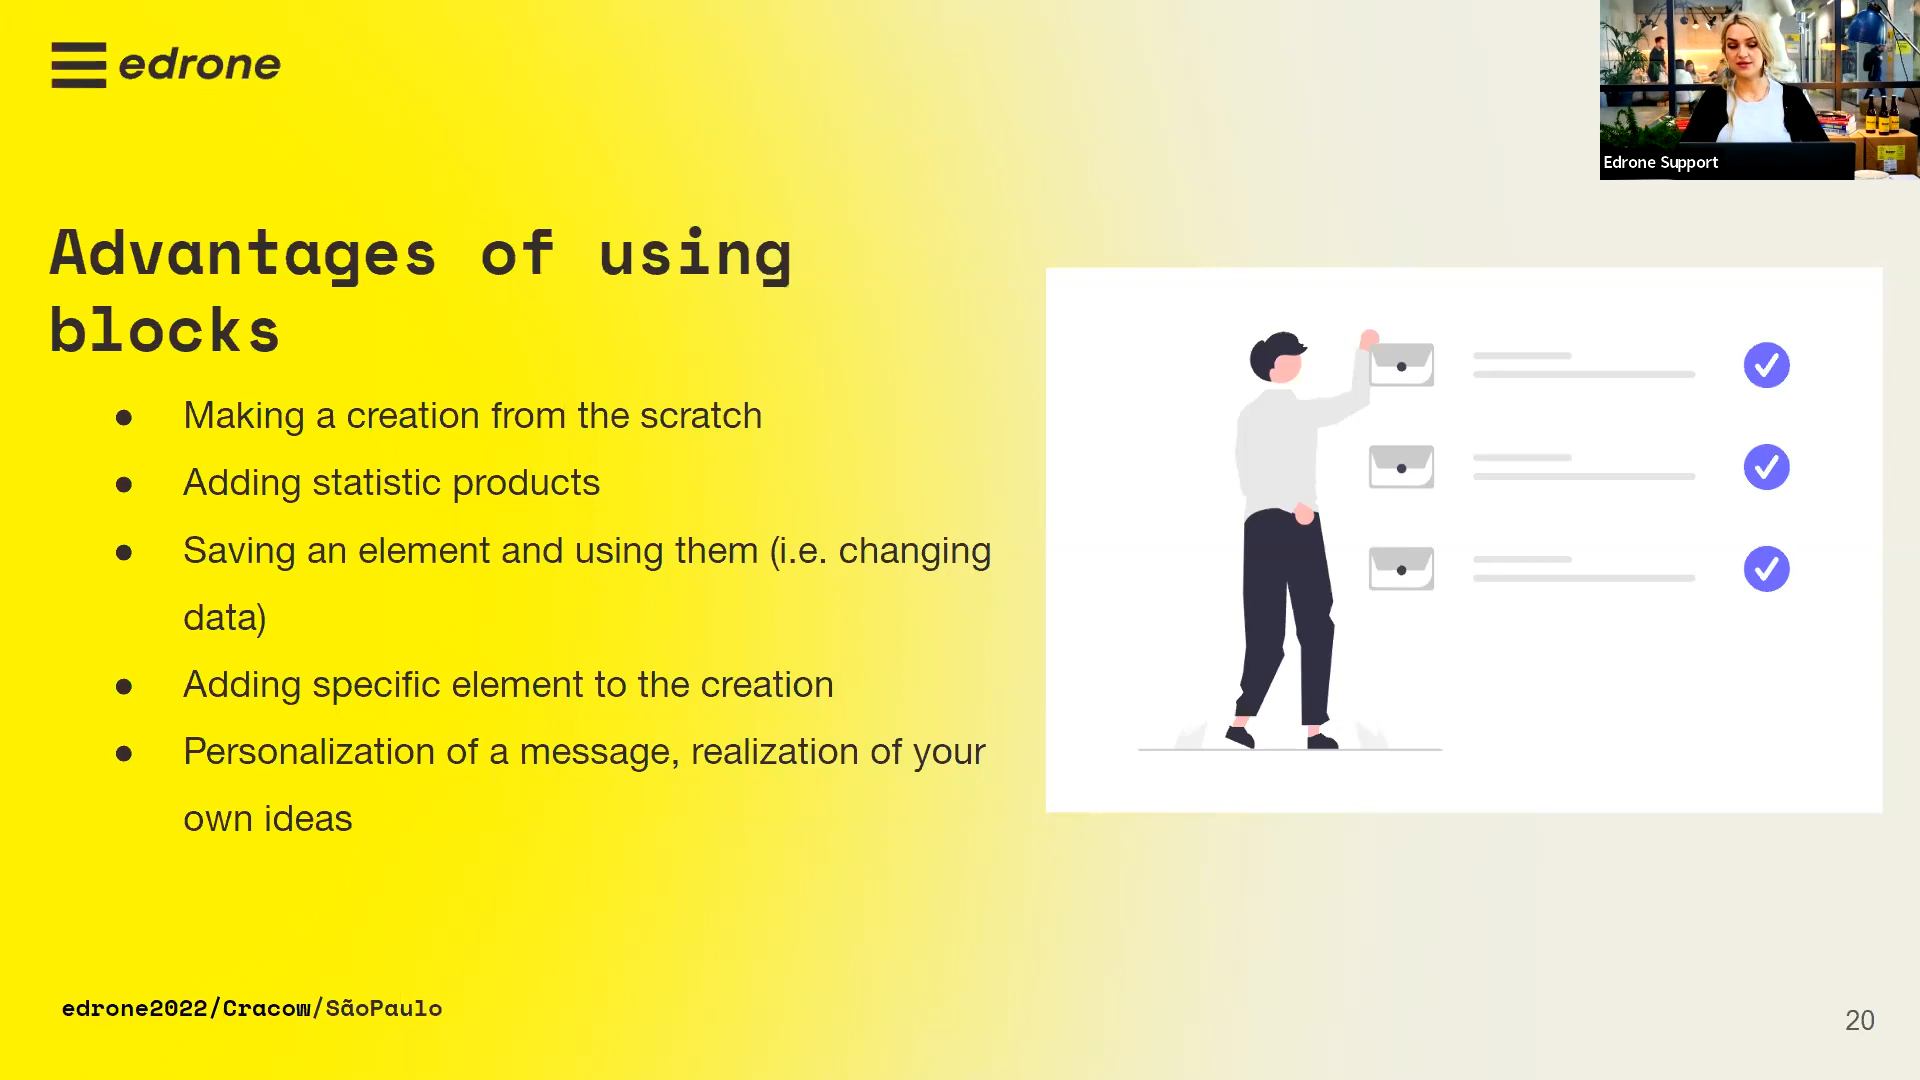 edrone
Edrone Support
Advantages of using
blocks
● Making a creation from the scratch
● Adding statistic products
● Saving an element and using them (i.e. changing
data)
● Adding specific element to the creation
● Personalization of a message, realization of your
own ideas
edrone2022/Cracow/SãoPaulo
20